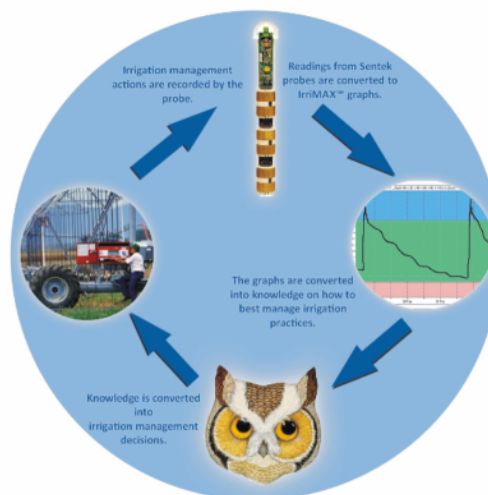 Irrigation management
actions are recorded by the
probe.
Readings from Sentek
probes are converted to
IrriMAX™ graphs.
The graphs are converted
into knowledge on how to
best manage irrigation
practices.
Knowledge is converted
into
irrigation management
decisions.